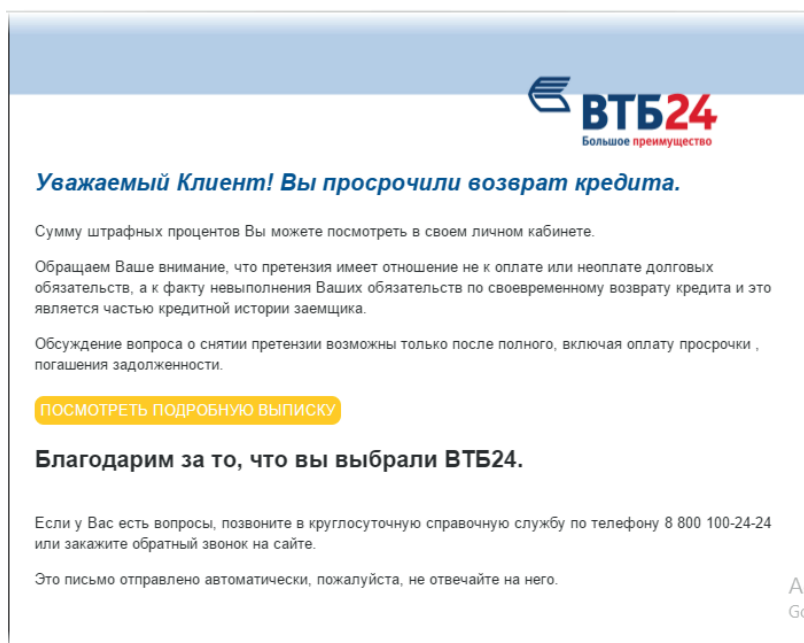 ВТБ24
Большое преимущество
Уважаемый Клиент! Вы просрочили возврат кредита.
Сумму штрафных процентов Вы можете посмотреть в своем личном кабинете.
Обращаем Ваше внимание, что претензия имеет отношение не к оплате или неоплате долговых
обязательств, а к факту невыполнения Ваших обязательств по своевременному возврату кредита и это
является частью кредитной истории заемщика.
Обсуждение вопроса о снятии претензии возможны только после полного, включая оплату просрочки ,
погашения задолженности.
ПОСМОТРЕТЬ ПОДРОБНУЮ ВЫПИСКУ
Благодарим за то, что вы выбрали ВТБ24.
Если у Вас есть вопросы, позвоните в круглосуточную справочную службу по телефону 8 800 100-24-24
или закажите обратный звонок на сайте.
Это письмо отправлено автоматически, пожалуйста, не отвечайте на него.